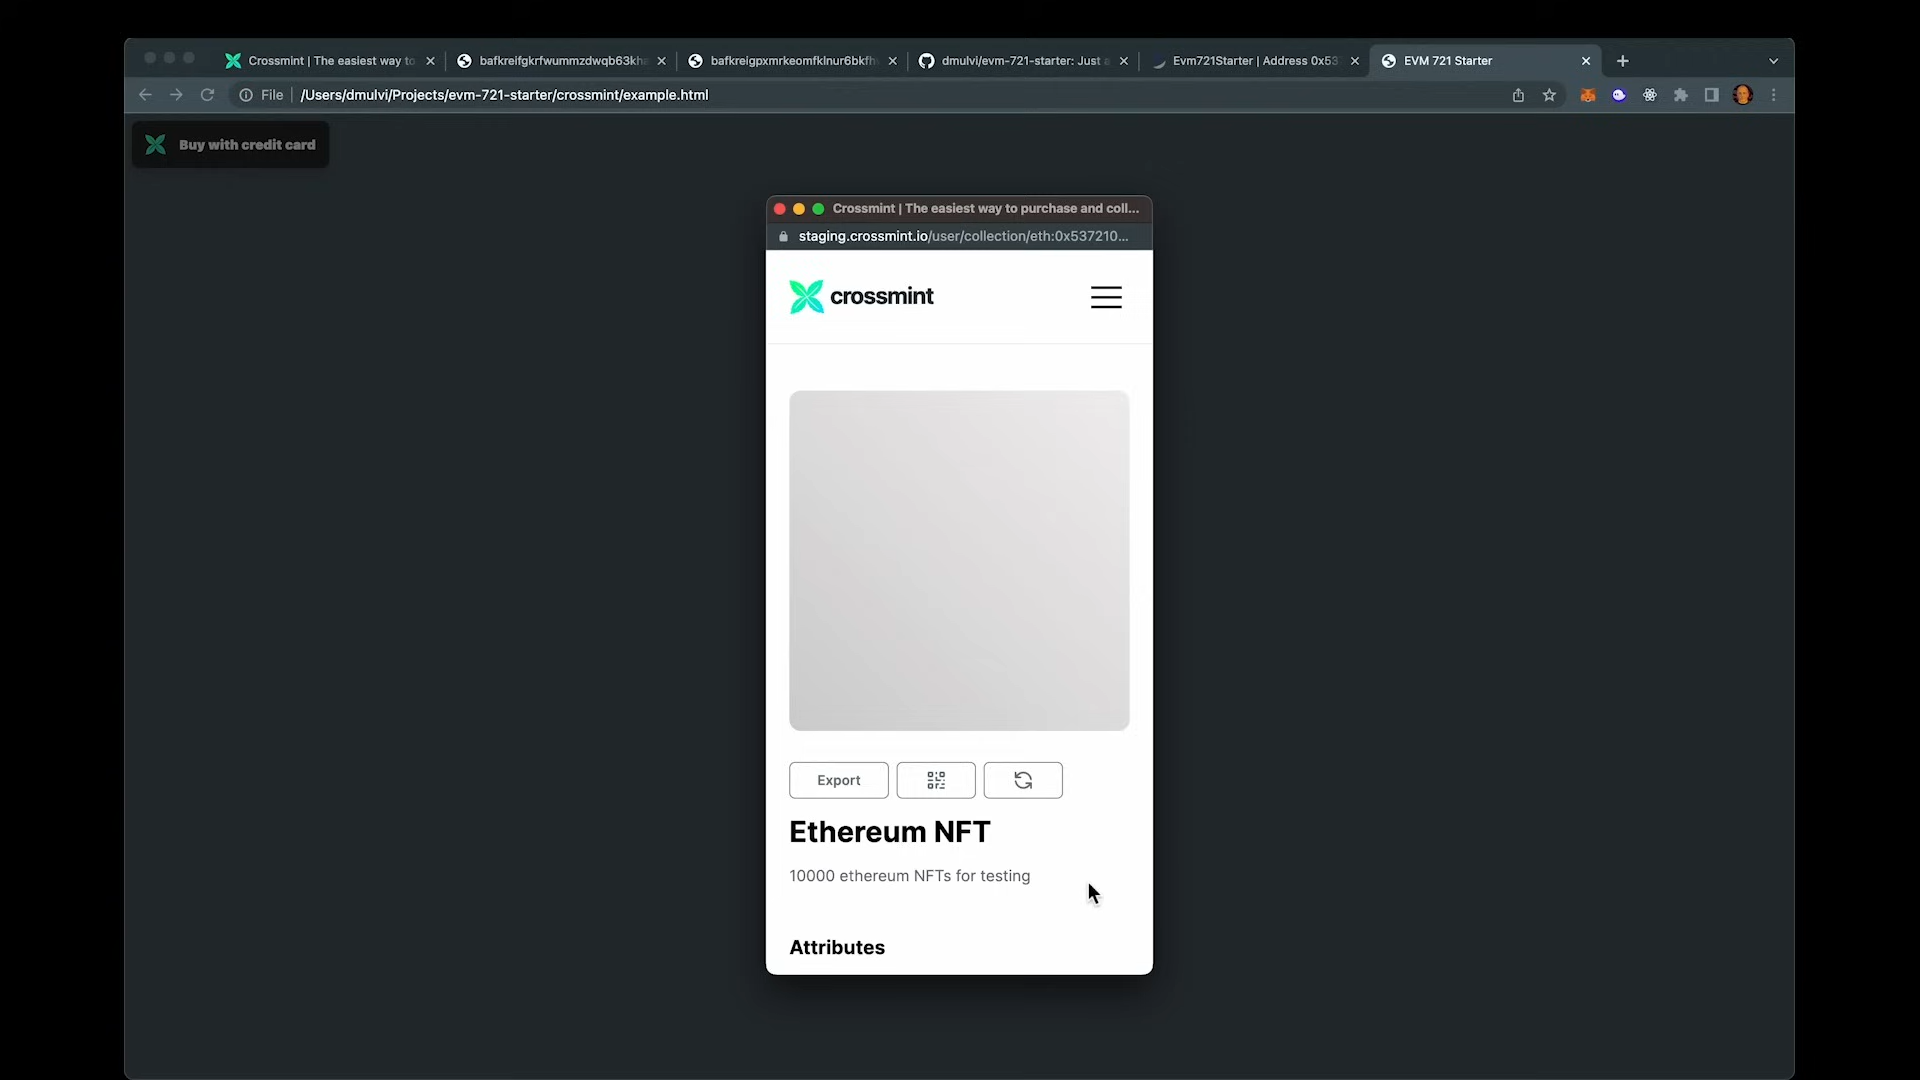 Crossmint | The easiest way to
bafkreifgkrfwummzdwqb63kh
bafkreigpxmrkeomfklnur6bkfh
dmulvi/evm-721-starter: Just a
Evm721Starter | Address 0x53
EVM 721 Starter
File
/Users/dmulvi/Projects/evm-721-starter/crossmint/example.html
Buy with credit card
Crossmint | The easiest way to purchase and coll...
staging.crossmint.io/user/collection/eth:0x537210...
crossmint
Export
Ethereum NFT
10000 ethereum NFTs for testing
Attributes